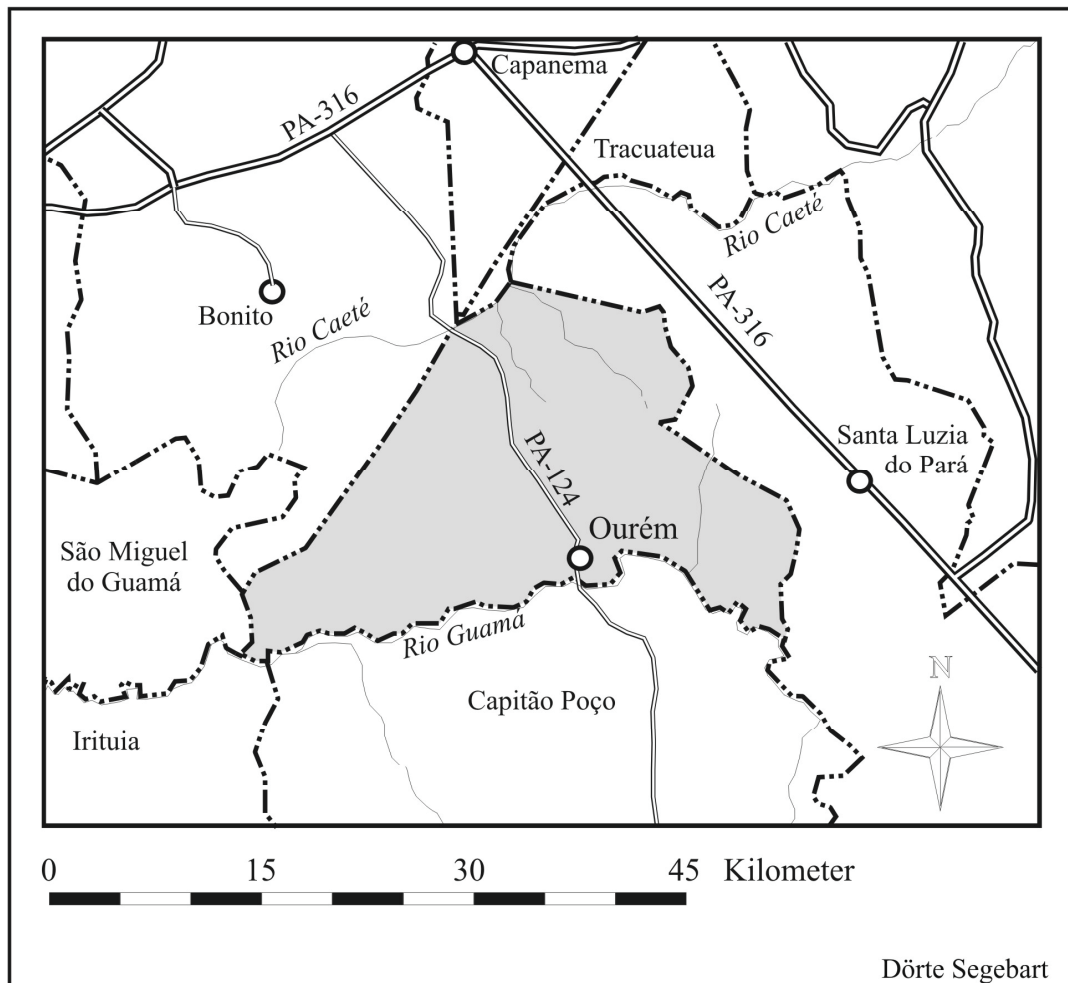 Capanema
PA-316
Tracuateua
Rio Caeté
PA-316
Bonito
Rio Caeté
Santa Luzia
do Pará
PA-124
Ourém
São Miguel
do Guamá
Rio Guamá
N
Capitão Poço
Irituia
0 15 30 45 Kilometer
Dörte Segebart